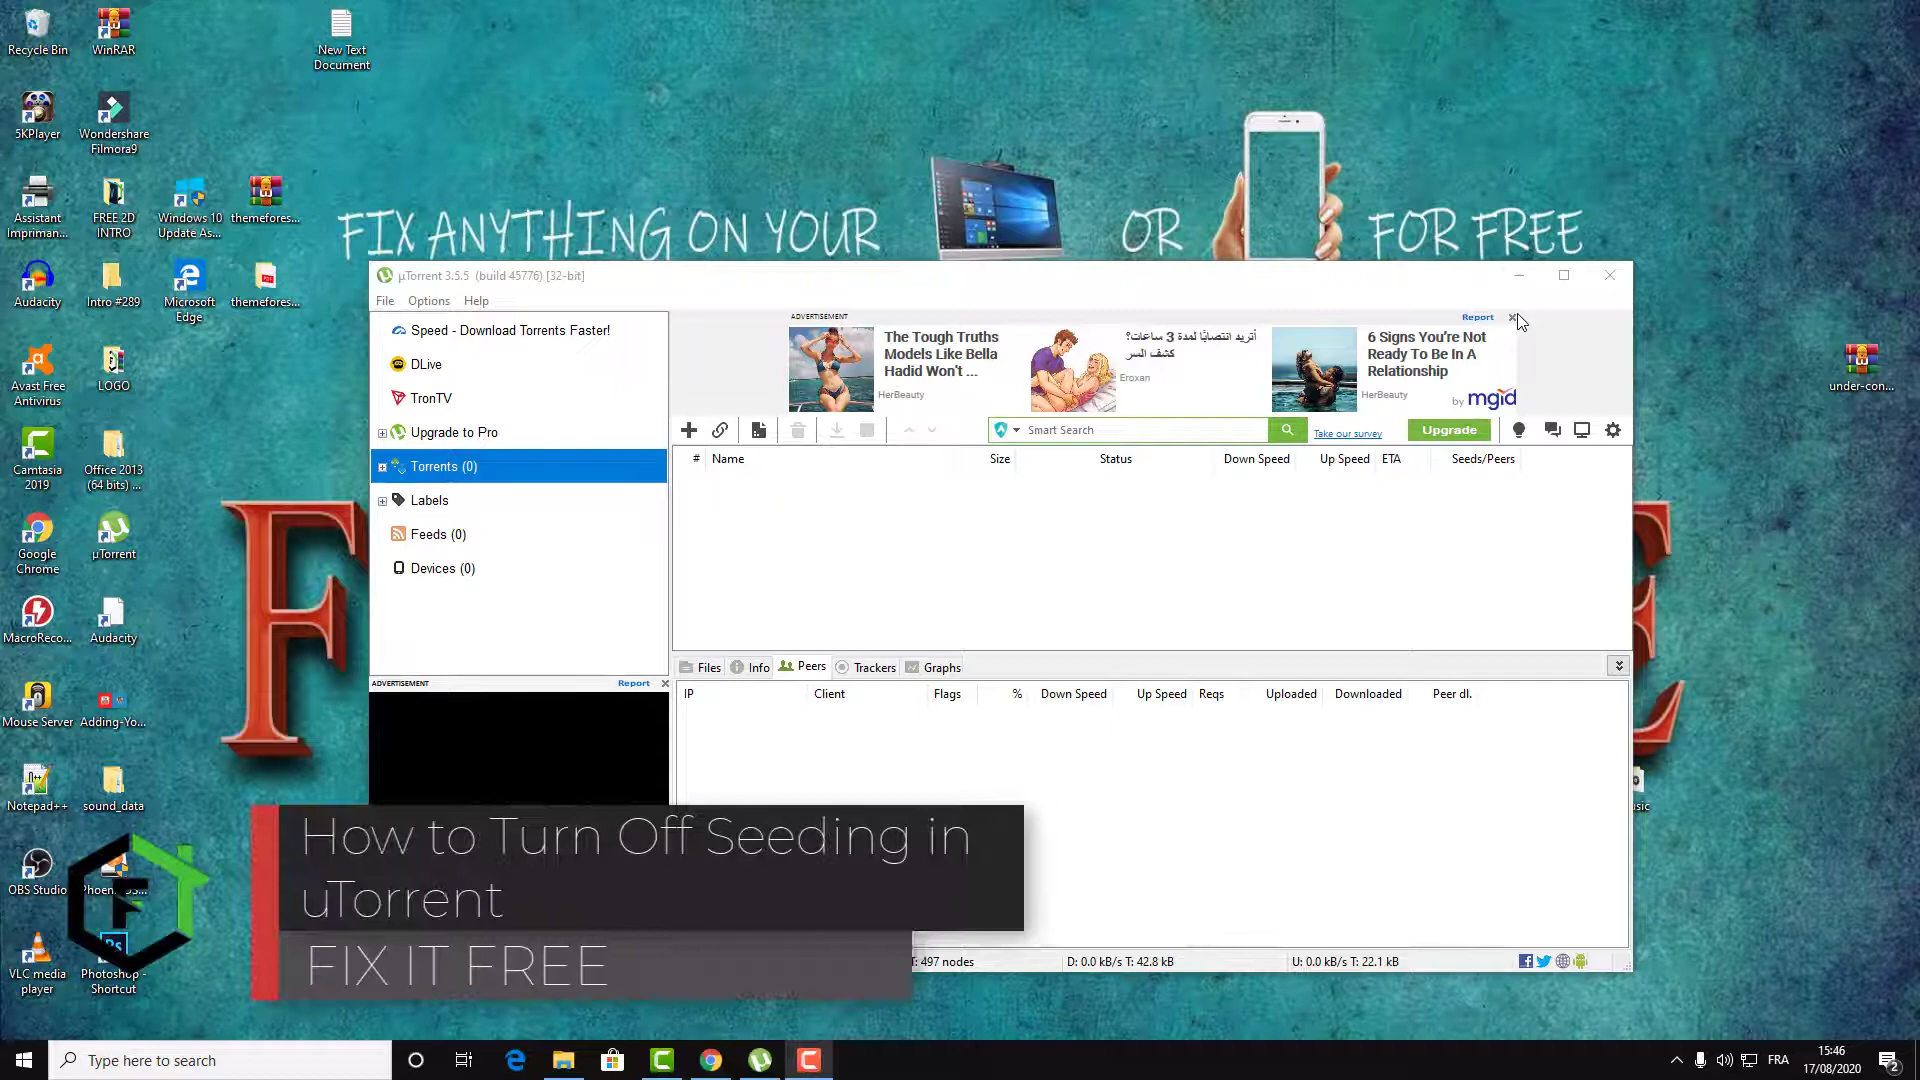 Recycle Bin
WinRAR
New Text
Document
5KPlayer
Wondershare
Filmora9
Assistant
Impriman...
FREE 2D
INTRO
Windows 10
Update As...
themefores...
FIX ANYTHING ON YOUR OR FOR FREE
Audacity
Intro #289
Microsoft
Edge
themefores...
µTorrent 3.5.5 (build 45776) [32-bit]
File Options Help
Speed - Download Torrents Faster!
DLive
TronTV
Upgrade to Pro
Torrents (0)
Labels
Feeds (0)
Devices (0)
ADVERTISEMENT
Report
The Tough Truths
Models Like Bella
Hadid Won't ...
HerBeauty
أتريد انتصابًا لمدة 3 ساعات؟
كشف السر
Eroxan
6 Signs You're Not
Ready To Be In A
Relationship
HerBeauty
by mgid
Smart Search
Take our survey
Upgrade
# Name Size Status Down Speed Up Speed ETA Seeds/Peers
Avast Free
Antivirus
LOGO
under-con...
Camtasia
2019
Office 2013
(64 bits) ...
Google
Chrome
µTorrent
MacroReco...
Audacity
Files Info Peers Trackers Graphs
ADVERTISEMENT
Report
IP Client Flags % Down Speed Up Speed Reqs Uploaded Downloaded Peer dl.
Mouse Server
Adding-Yo...
Notepad++
sound_data
How to Turn Off Seeding in
uTorrent
FIX IT FREE
OBS Studio
VLC media
player
Ps
Photoshop -
Shortcut
T: 497 nodes
D: 0.0 kB/s T: 42.8 kB
U: 0.0 kB/s T: 22.1 kB
Type here to search
FRA
15:46
17/08/2020
2